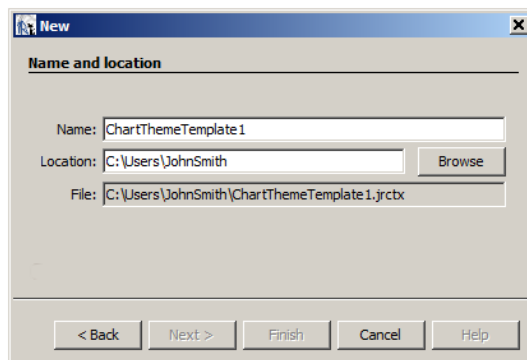 New
Name and location
Name: ChartThemeTemplate1
Location: C:\Users\JohnSmith Browse
File: C:\Users\JohnSmith\ChartThemeTemplate1.jrctx
< Back Next > Finish Cancel Help